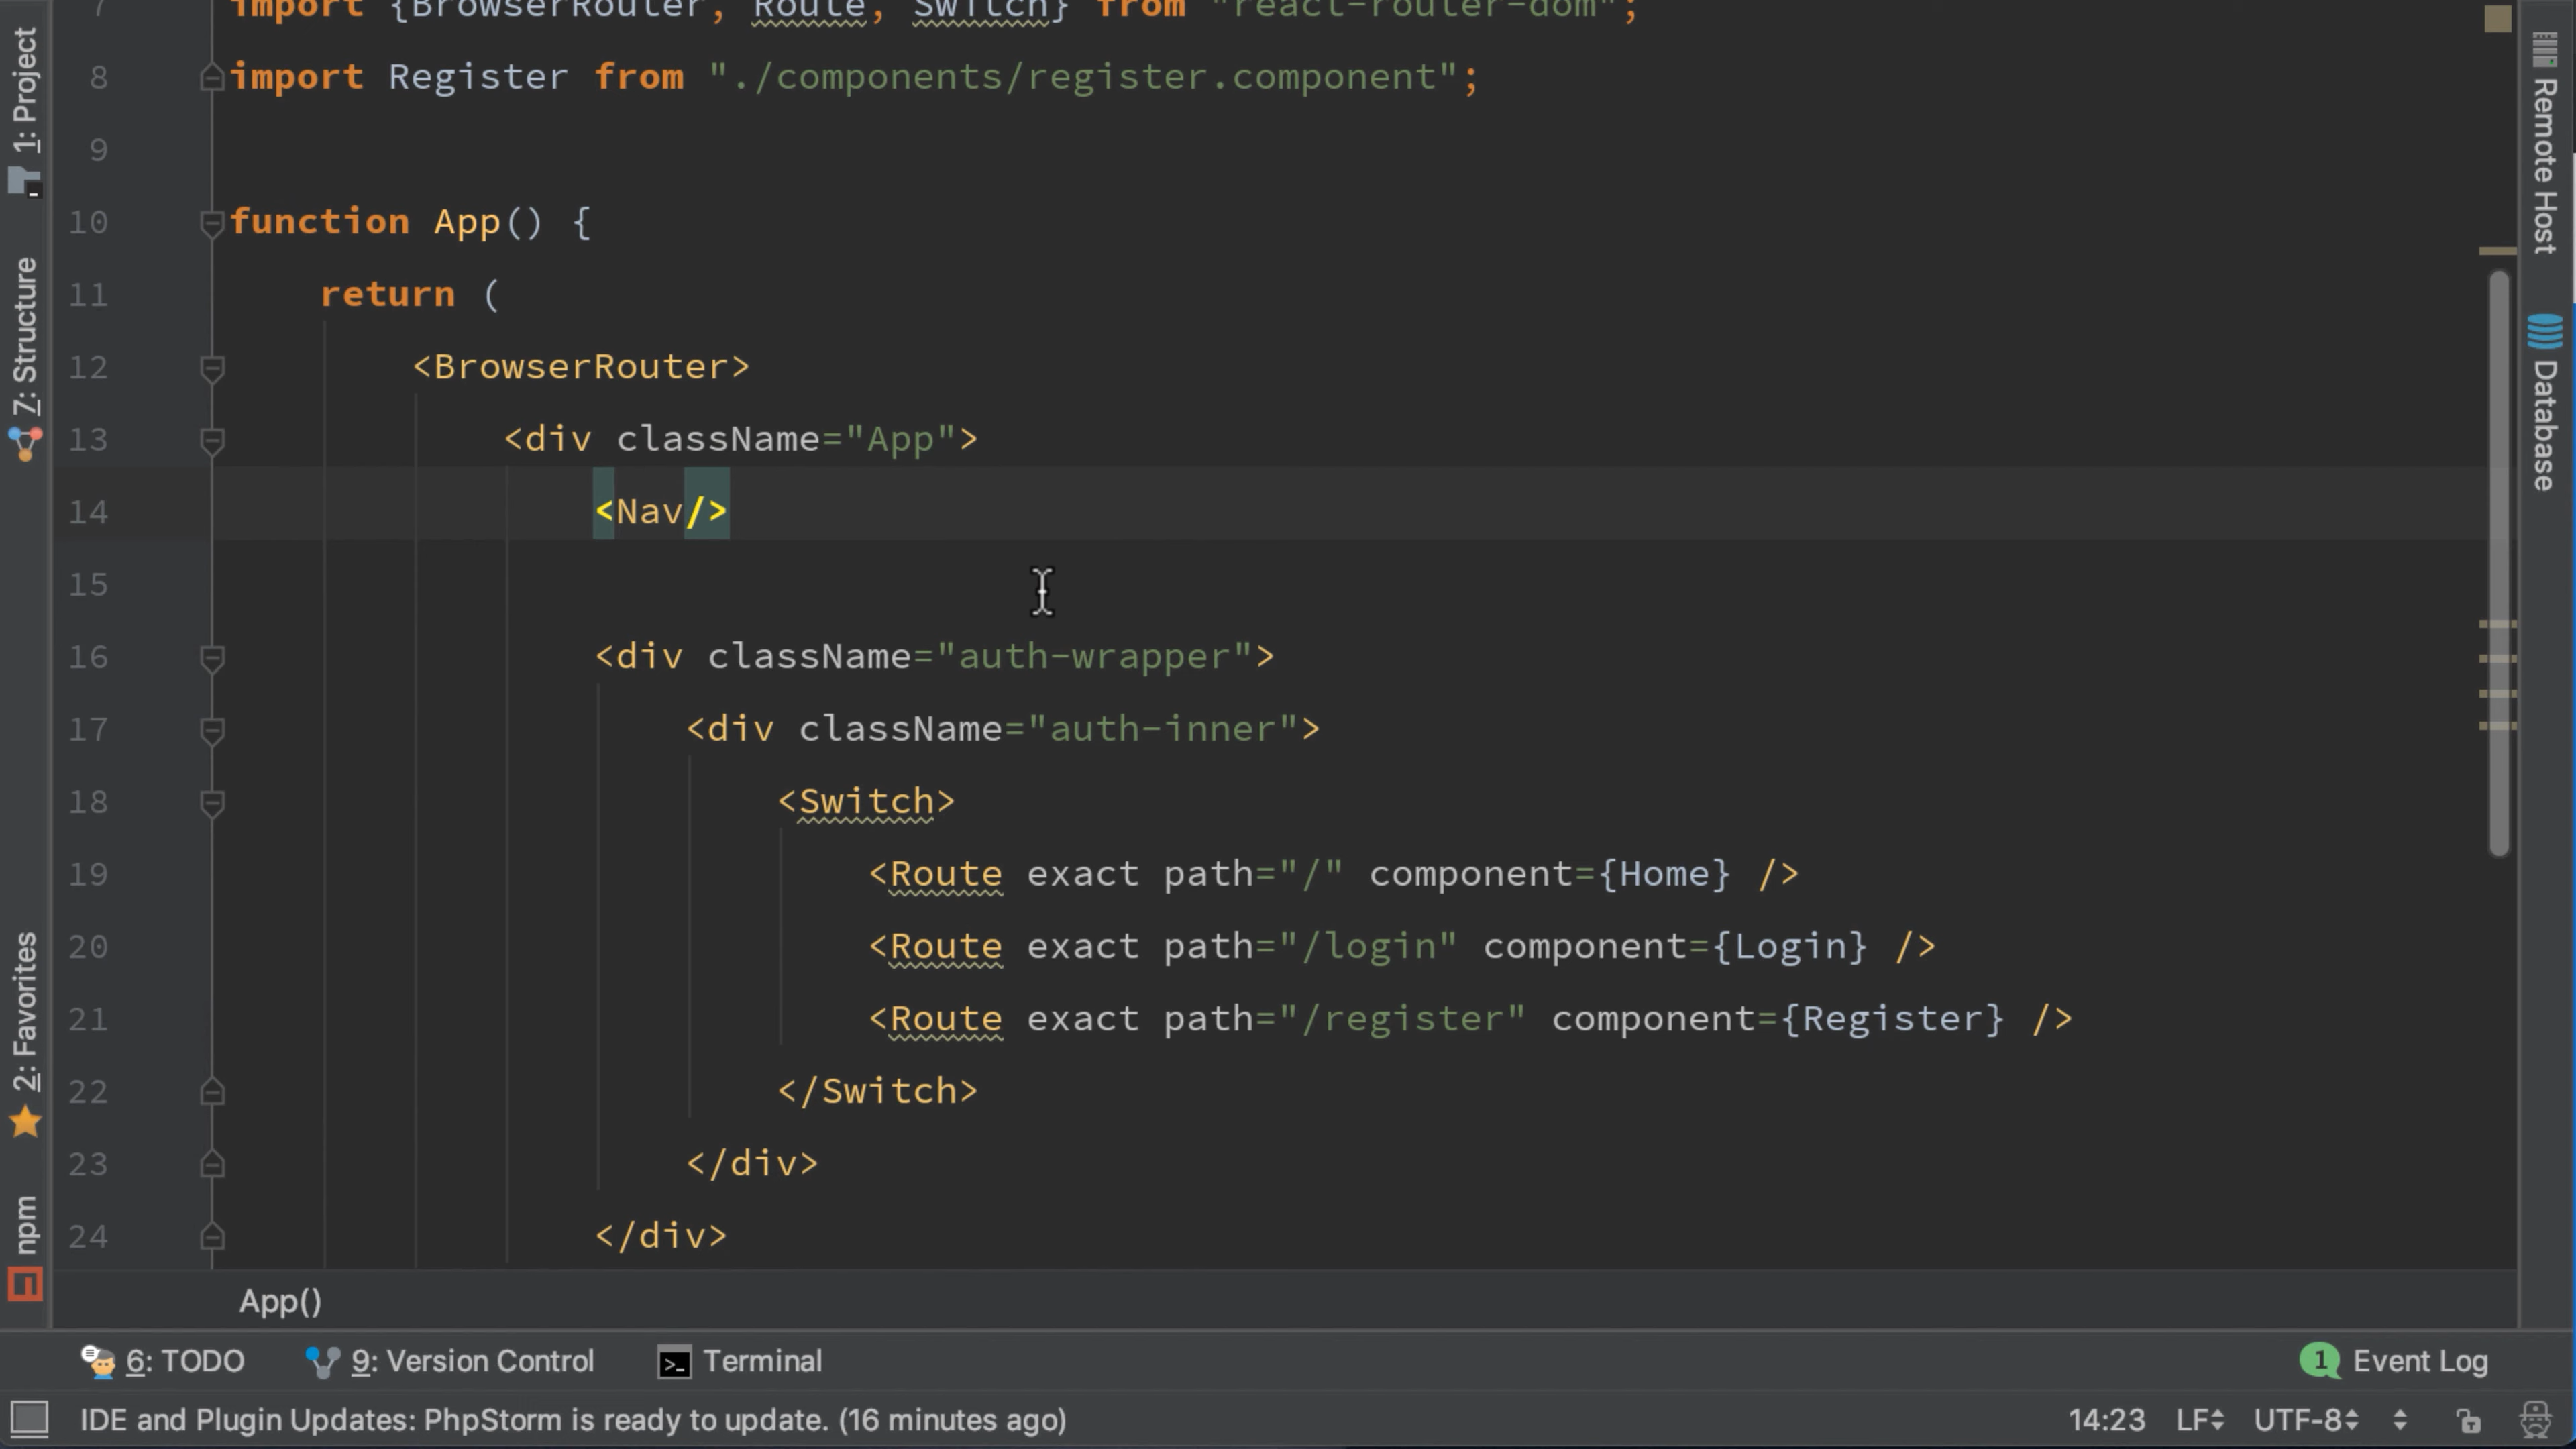 1: Project
7: Structure
2: Favorites
npm
7 import {BrowserRouter, Route, Switch} from "react-router-dom";
8 import Register from "./components/register.component";
9
10 function App() {
11 return (
12 <BrowserRouter>
13 <div className="App">
14 <Nav/>
15
16 <div className="auth-wrapper">
17 <div className="auth-inner">
18 <Switch>
19 <Route exact path="/" component={Home} />
20 <Route exact path="/login" component={Login} />
21 <Route exact path="/register" component={Register} />
22 </Switch>
23 </div>
24 </div>
Remote Host
Database
App()
6: TODO 9: Version Control Terminal 1 Event Log
IDE and Plugin Updates: PhpStorm is ready to update. (16 minutes ago) 14:23 LF UTF-8